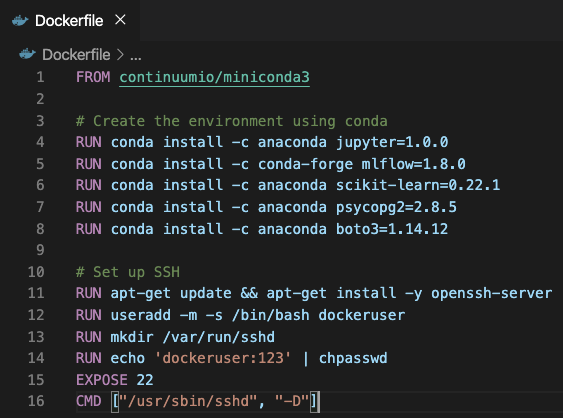 Dockerfile ×
Dockerfile > ...
1 FROM continuumio/miniconda3
2
3 # Create the environment using conda
4 RUN conda install -c anaconda jupyter=1.0.0
5 RUN conda install -c conda-forge mlflow=1.8.0
6 RUN conda install -c anaconda scikit-learn=0.22.1
7 RUN conda install -c anaconda psycopg2=2.8.5
8 RUN conda install -c anaconda boto3=1.14.12
9
10 # Set up SSH
11 RUN apt-get update && apt-get install -y openssh-server
12 RUN useradd -m -s /bin/bash dockeruser
13 RUN mkdir /var/run/sshd
14 RUN echo 'dockeruser:123' | chpasswd
15 EXPOSE 22
16 CMD ["/usr/sbin/sshd", "-D"]